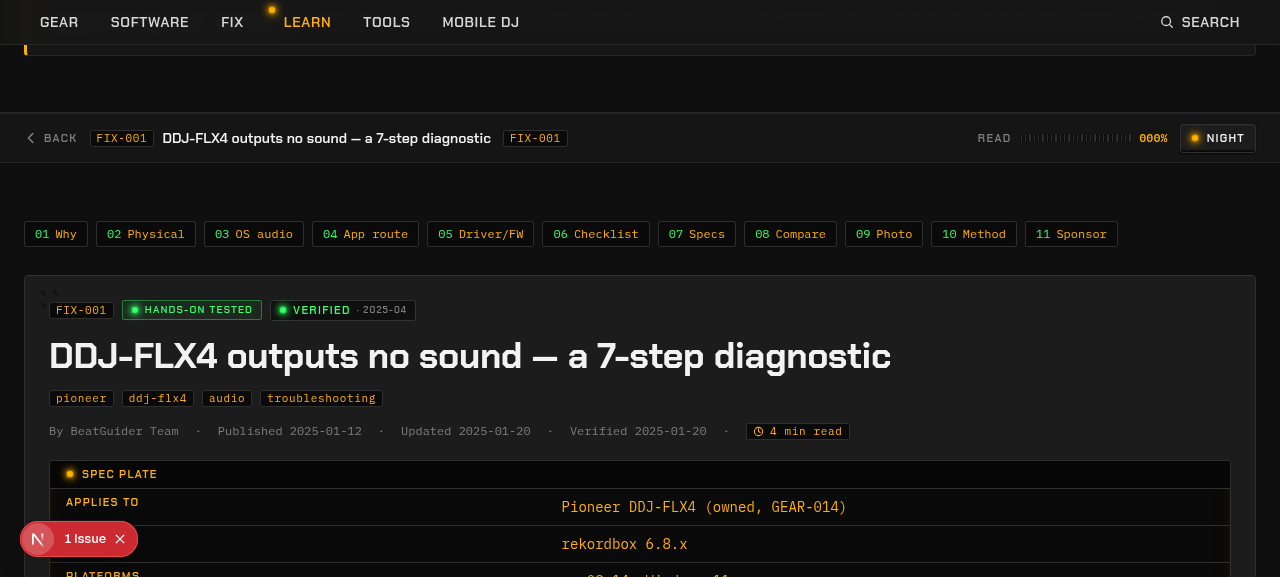 GEAR SOFTWARE FIX LEARN TOOLS MOBILE DJ SEARCH
BACK FIX-001 DDJ-FLX4 outputs no sound — a 7-step diagnostic FIX-001 READ 000% NIGHT
01 Why 02 Physical 03 OS audio 04 App route 05 Driver/FW 06 Checklist 07 Specs 08 Compare 09 Photo 10 Method 11 Sponsor
FIX-001 HANDS-ON TESTED VERIFIED · 2025-04
DDJ-FLX4 outputs no sound — a 7-step diagnostic
pioneer ddj-flx4 audio troubleshooting
By BeatGuider Team · Published 2025-01-12 · Updated 2025-01-20 · Verified 2025-01-20 · 4 min read
SPEC PLATE
APPLIES TO Pioneer DDJ-FLX4 (owned, GEAR-014)
1 Issue
rekordbox 6.8.x
PLATFORMS